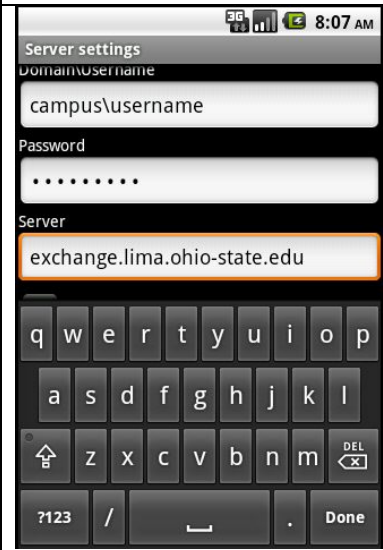 3G 8:07 AM
Server settings
Domain\Username
campus\username
Password
•••••••••
Server
exchange.lima.ohio-state.edu
q w e r t y u i o p
a s d f g h j k l
z x c v b n m DEL
?123 / . Done